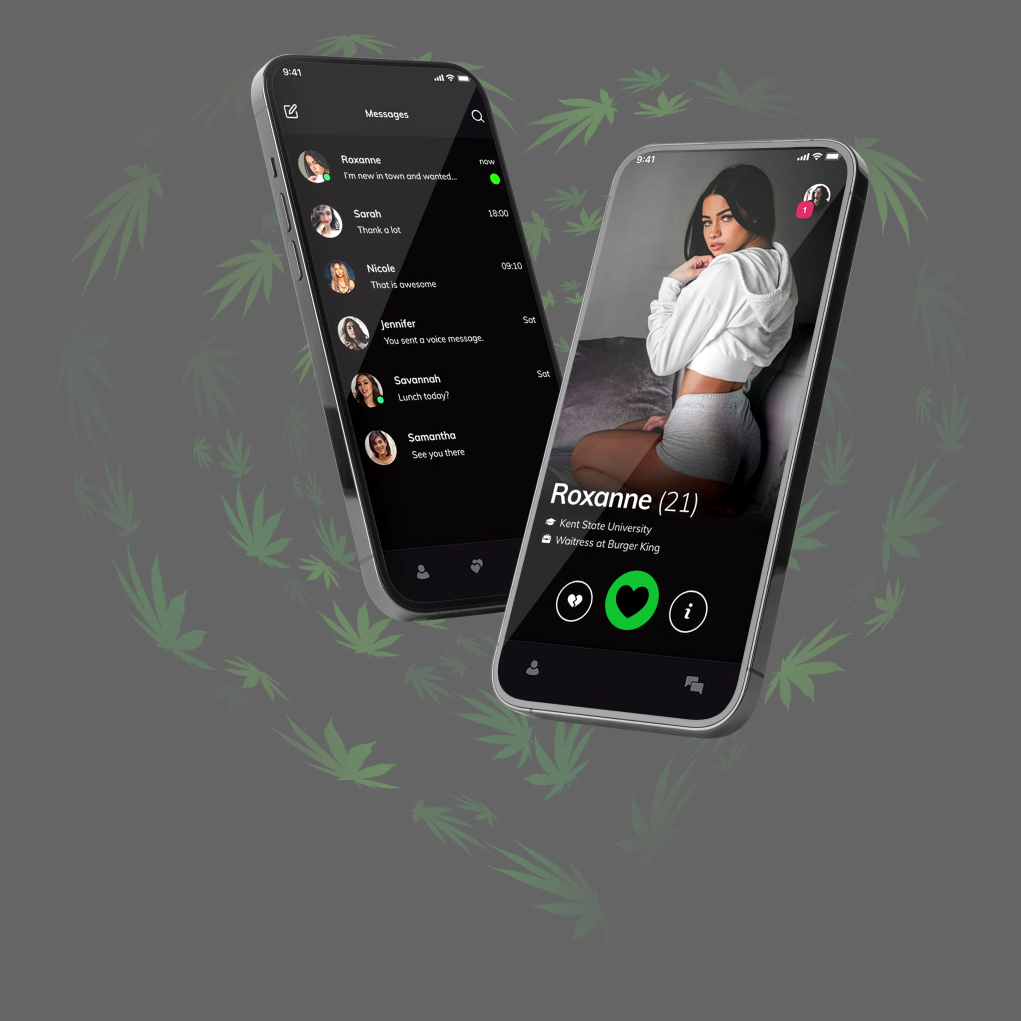 9:41
Messages
Roxanne
now
I'm new in town and wanted...
Sarah
18:00
Thank a lot
Nicole
09:10
That is awesome
Jennifer
Sat
You sent a voice message.
Savannah
Sat
Lunch today?
Samantha
See you there
9:41
1
Roxanne (21)
Kent State University
Waitress at Burger King
i